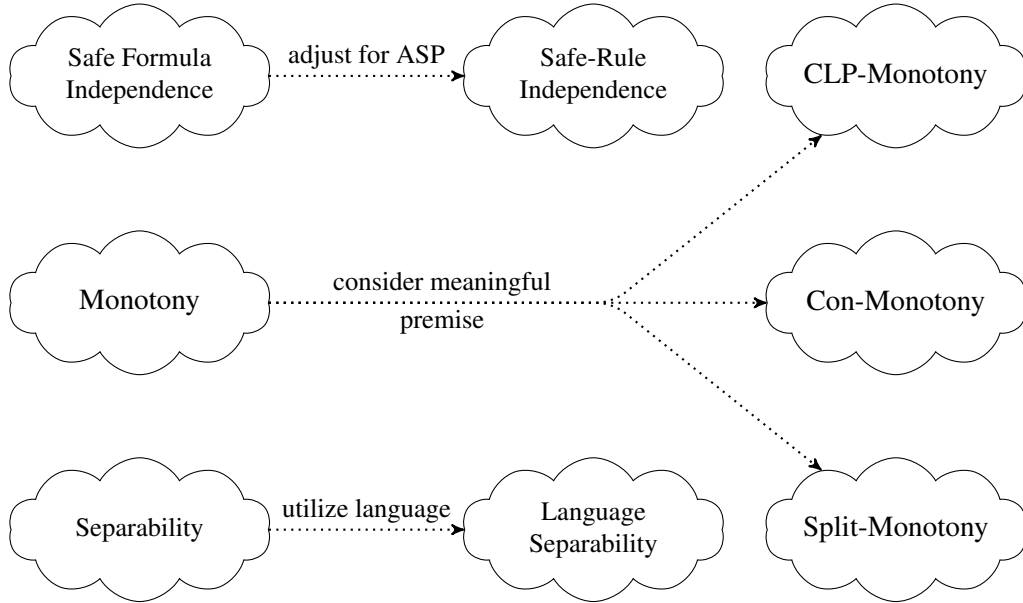 Safe Formula
Independence
adjust for ASP
Safe-Rule
Independence
CLP-Monotony
Monotony
consider meaningful
premise
Con-Monotony
Separability
utilize language
Language
Separability
Split-Monotony